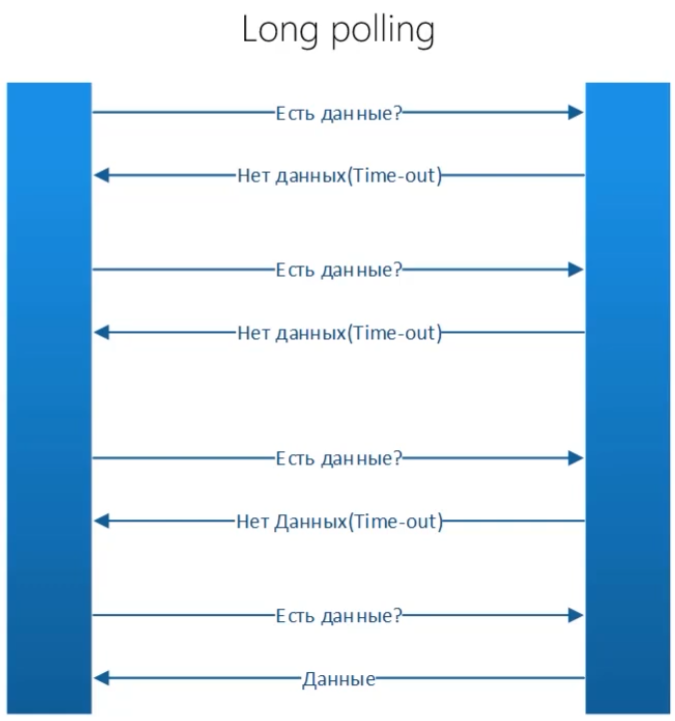 Long polling
Есть данные?
Нет данных(Time-out)
Есть данные?
Нет данных(Time-out)
Есть данные?
Нет Данных(Time-out)
Есть данные?
Данные